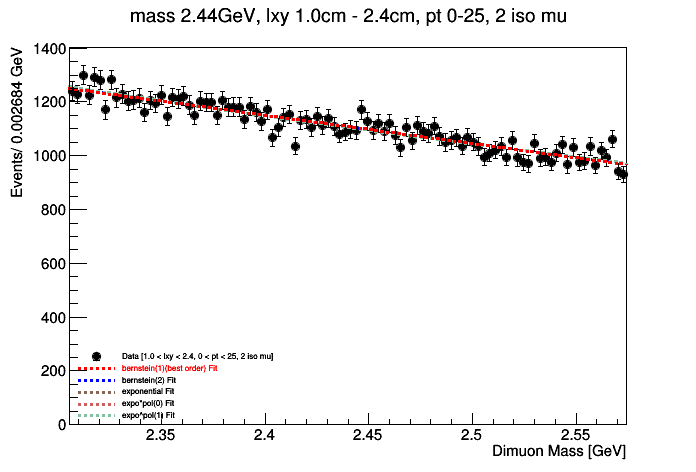 mass 2.44GeV, lxy 1.0cm - 2.4cm, pt 0-25, 2 iso mu
Events/ 0.002684 GeV
1400
1200
1000
800
600
400
200
0
Data [1.0 < lxy < 2.4, 0 < pt < 25, 2 iso mu]
bernstein(1)(best order) Fit
bernstein(2) Fit
exponential Fit
expo*pol(0) Fit
expo*pol(1) Fit
2.35
2.4
2.45
2.5
2.55
Dimuon Mass [GeV]